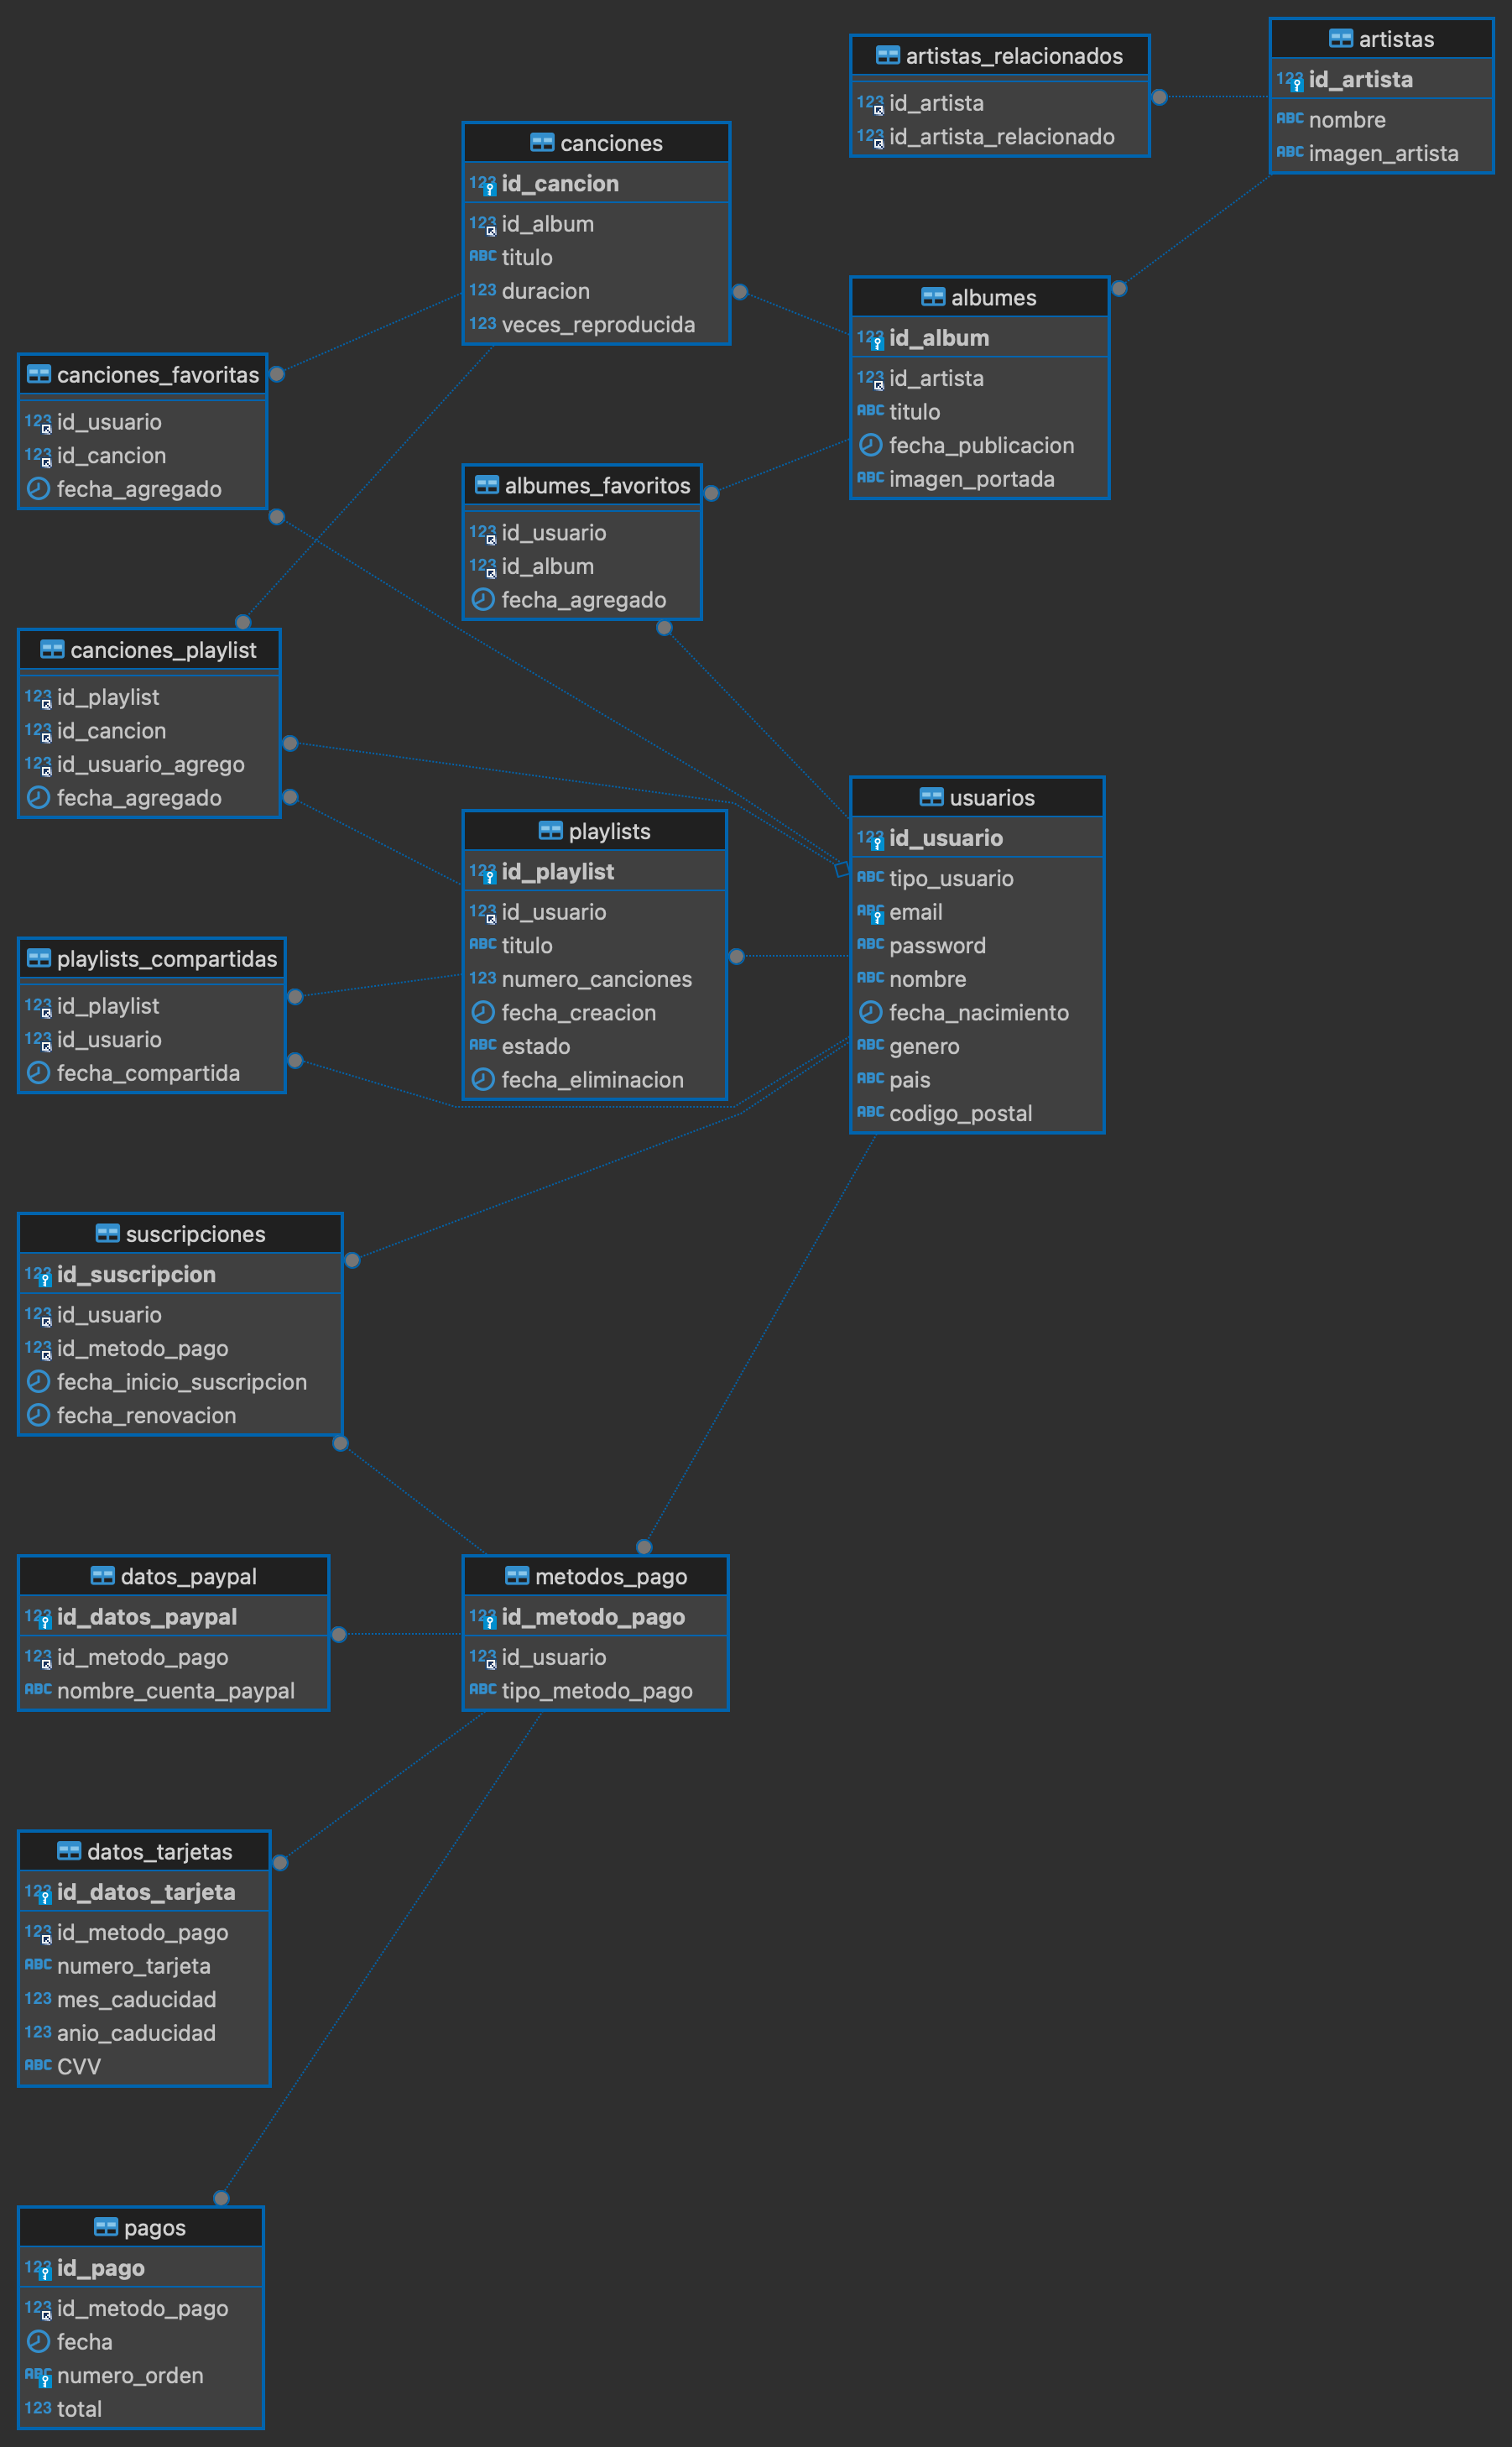 artistas_relacionados
123 id_artista
123 id_artista_relacionado
artistas
123 id_artista
ABC nombre
ABC imagen_artista
canciones
123 id_cancion
123 id_album
ABC titulo
123 duracion
123 veces_reproducida
albumes
123 id_album
123 id_artista
ABC titulo
fecha_publicacion
ABC imagen_portada
canciones_favoritas
123 id_usuario
123 id_cancion
fecha_agregado
albumes_favoritos
123 id_usuario
123 id_album
fecha_agregado
canciones_playlist
123 id_playlist
123 id_cancion
123 id_usuario_agrego
fecha_agregado
playlists
123 id_playlist
123 id_usuario
ABC titulo
123 numero_canciones
fecha_creacion
ABC estado
fecha_eliminacion
usuarios
123 id_usuario
ABC tipo_usuario
ABC email
ABC password
ABC nombre
fecha_nacimiento
ABC genero
ABC pais
ABC codigo_postal
playlists_compartidas
123 id_playlist
123 id_usuario
fecha_compartida
suscripciones
123 id_suscripcion
123 id_usuario
123 id_metodo_pago
fecha_inicio_suscripcion
fecha_renovacion
datos_paypal
123 id_datos_paypal
123 id_metodo_pago
ABC nombre_cuenta_paypal
metodos_pago
123 id_metodo_pago
123 id_usuario
ABC tipo_metodo_pago
datos_tarjetas
123 id_datos_tarjeta
123 id_metodo_pago
ABC numero_tarjeta
123 mes_caducidad
123 anio_caducidad
ABC CVV
pagos
123 id_pago
123 id_metodo_pago
fecha
ABC numero_orden
123 total